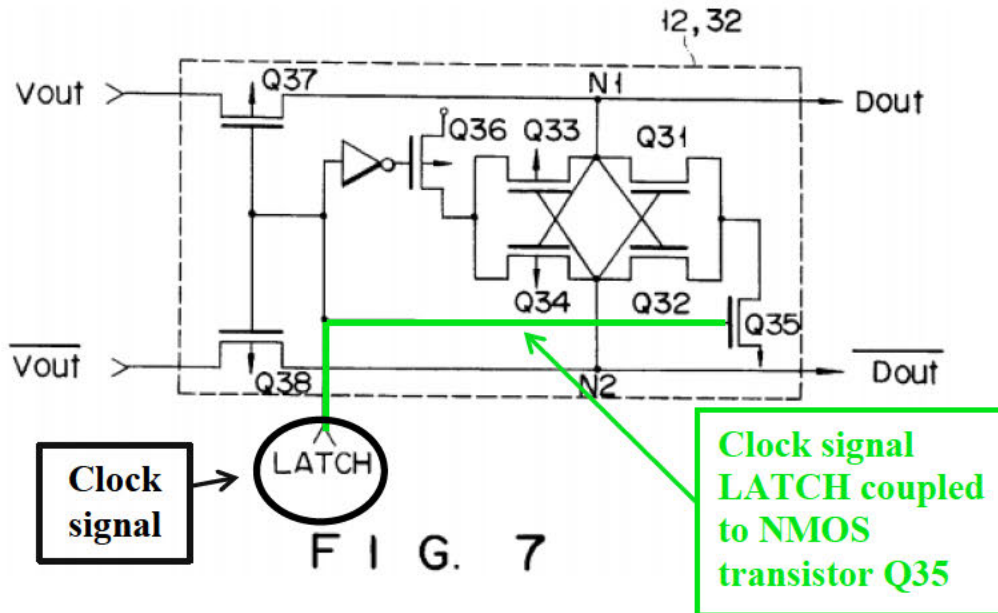 12,32
Vout
Q37
N1
Dout
Q36
Q33
Q31
Q34
Q32
Q35
Vout
Q38
N2
Dout
LATCH
Clock
signal
Clock signal
LATCH coupled
to NMOS
transistor Q35
FIG. 7